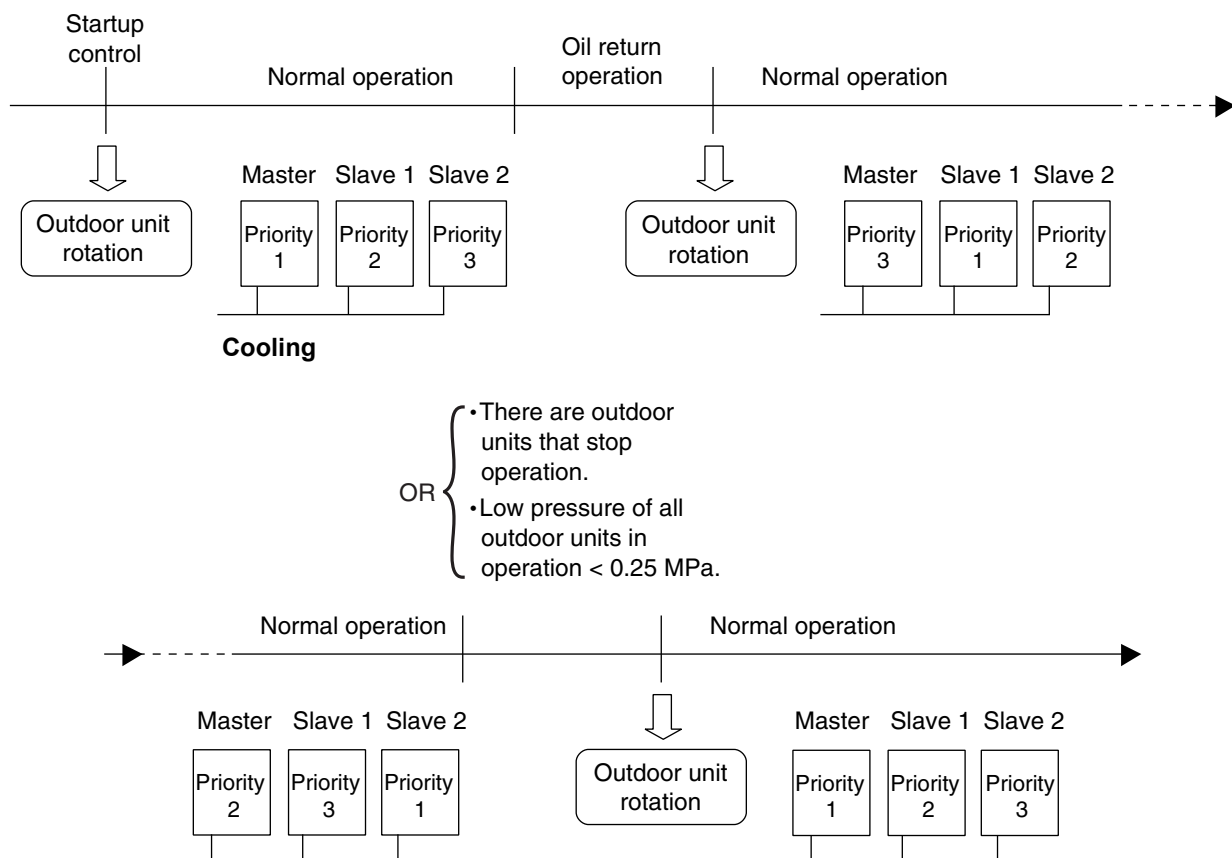 Startup
control
Normal operation
Oil return
operation
Normal operation
Outdoor unit
rotation
Master Slave 1 Slave 2
Priority
1
Priority
2
Priority
3
Outdoor unit
rotation
Master Slave 1 Slave 2
Priority
3
Priority
1
Priority
2
Cooling
OR
•There are outdoor
units that stop
operation.
•Low pressure of all
outdoor units in
operation < 0.25 MPa.
Normal operation
Normal operation
Master Slave 1 Slave 2
Priority
2
Priority
3
Priority
1
Outdoor unit
rotation
Master Slave 1 Slave 2
Priority
1
Priority
2
Priority
3